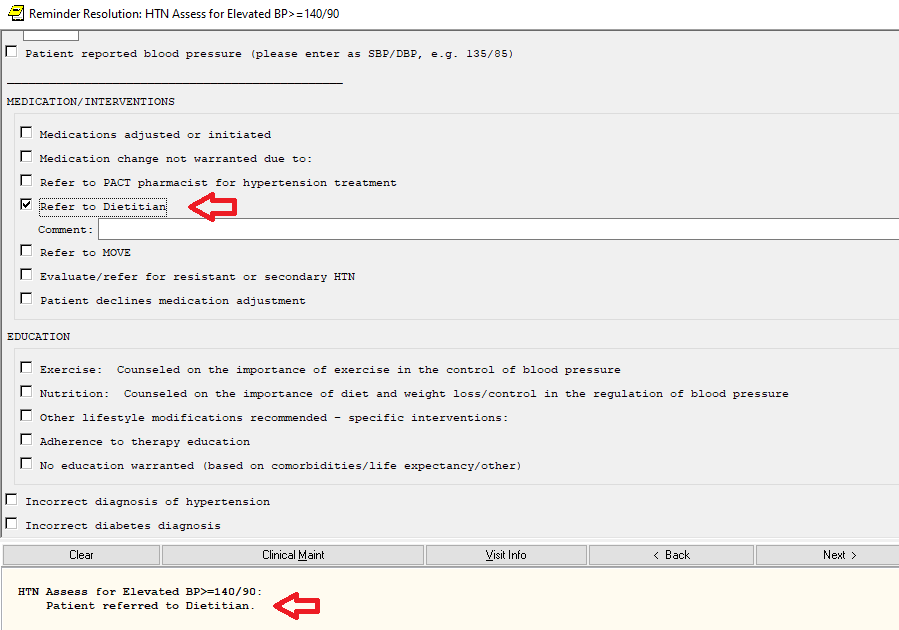 Reminder Resolution: HTN Assess for Elevated BP>=140/90
Patient reported blood pressure (please enter as SBP/DBP, e.g. 135/85)
MEDICATION/INTERVENTIONS
Medications adjusted or initiated
Medication change not warranted due to:
Refer to PACT pharmacist for hypertension treatment
Refer to Dietitian
Comment:
Refer to MOVE
Evaluate/refer for resistant or secondary HTN
Patient declines medication adjustment
EDUCATION
Exercise:  Counseled on the importance of exercise in the control of blood pressure
Nutrition:  Counseled on the importance of diet and weight loss/control in the regulation of blood pressure
Other lifestyle modifications recommended - specific interventions:
Adherence to therapy education
No education warranted (based on comorbidities/life expectancy/other)
Incorrect diagnosis of hypertension
Incorrect diabetes diagnosis
Clear Clinical Maint Visit Info < Back Next >
HTN Assess for Elevated BP>=140/90:
Patient referred to Dietitian.